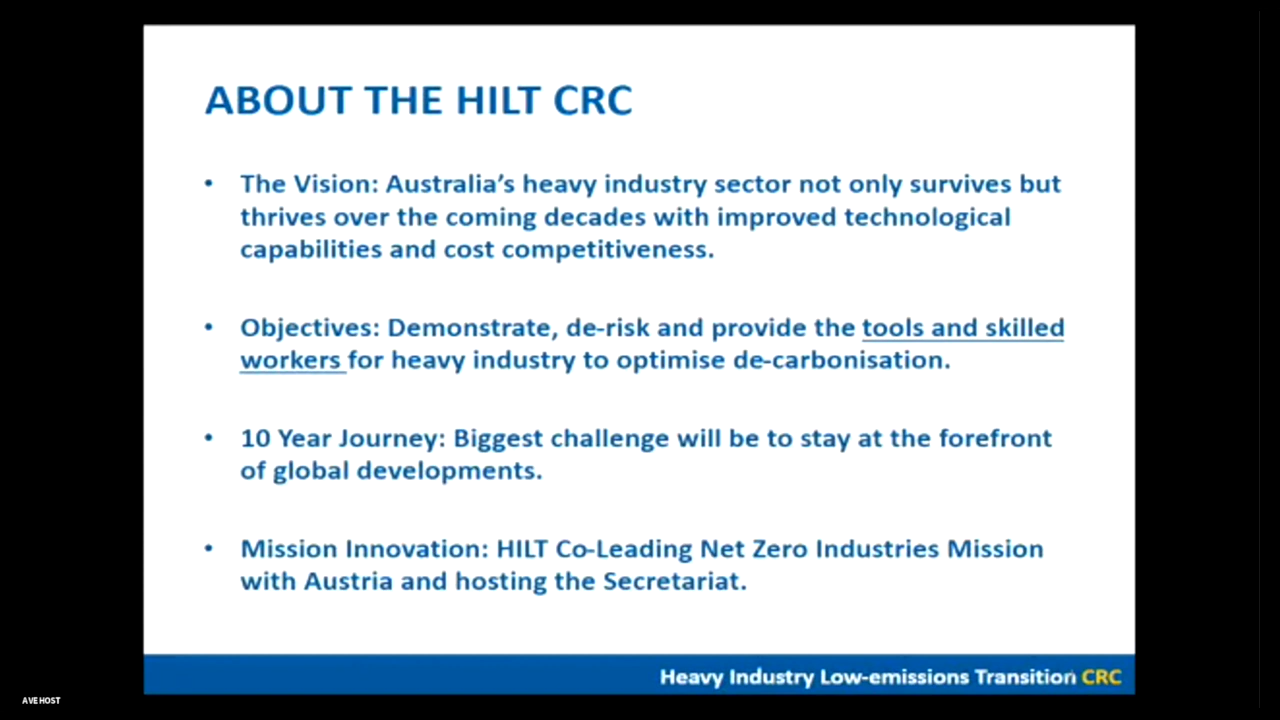 ABOUT THE HILT CRC
• The Vision: Australia's heavy industry sector not only survives but
thrives over the coming decades with improved technological
capabilities and cost competitiveness.
• Objectives: Demonstrate, de-risk and provide the tools and skilled
workers for heavy industry to optimise de-carbonisation.
• 10 Year Journey: Biggest challenge will be to stay at the forefront
of global developments.
• Mission Innovation: HILT Co-Leading Net Zero Industries Mission
with Austria and hosting the Secretariat.
Heavy Industry Low-emissions Transition CRC
AVE HOST